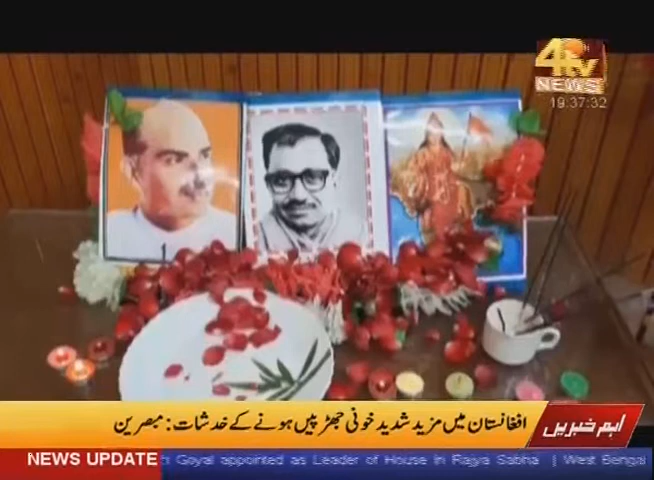 4tv
NEWS
19:37:32
افغانستان میں مزید شدید خونی جھڑپیں ہونے کے خدشات : مبصرین
اہم خبریں
NEWS UPDATE
Goyal appointed as Leader of House in Rajya Sabha | West Bengal